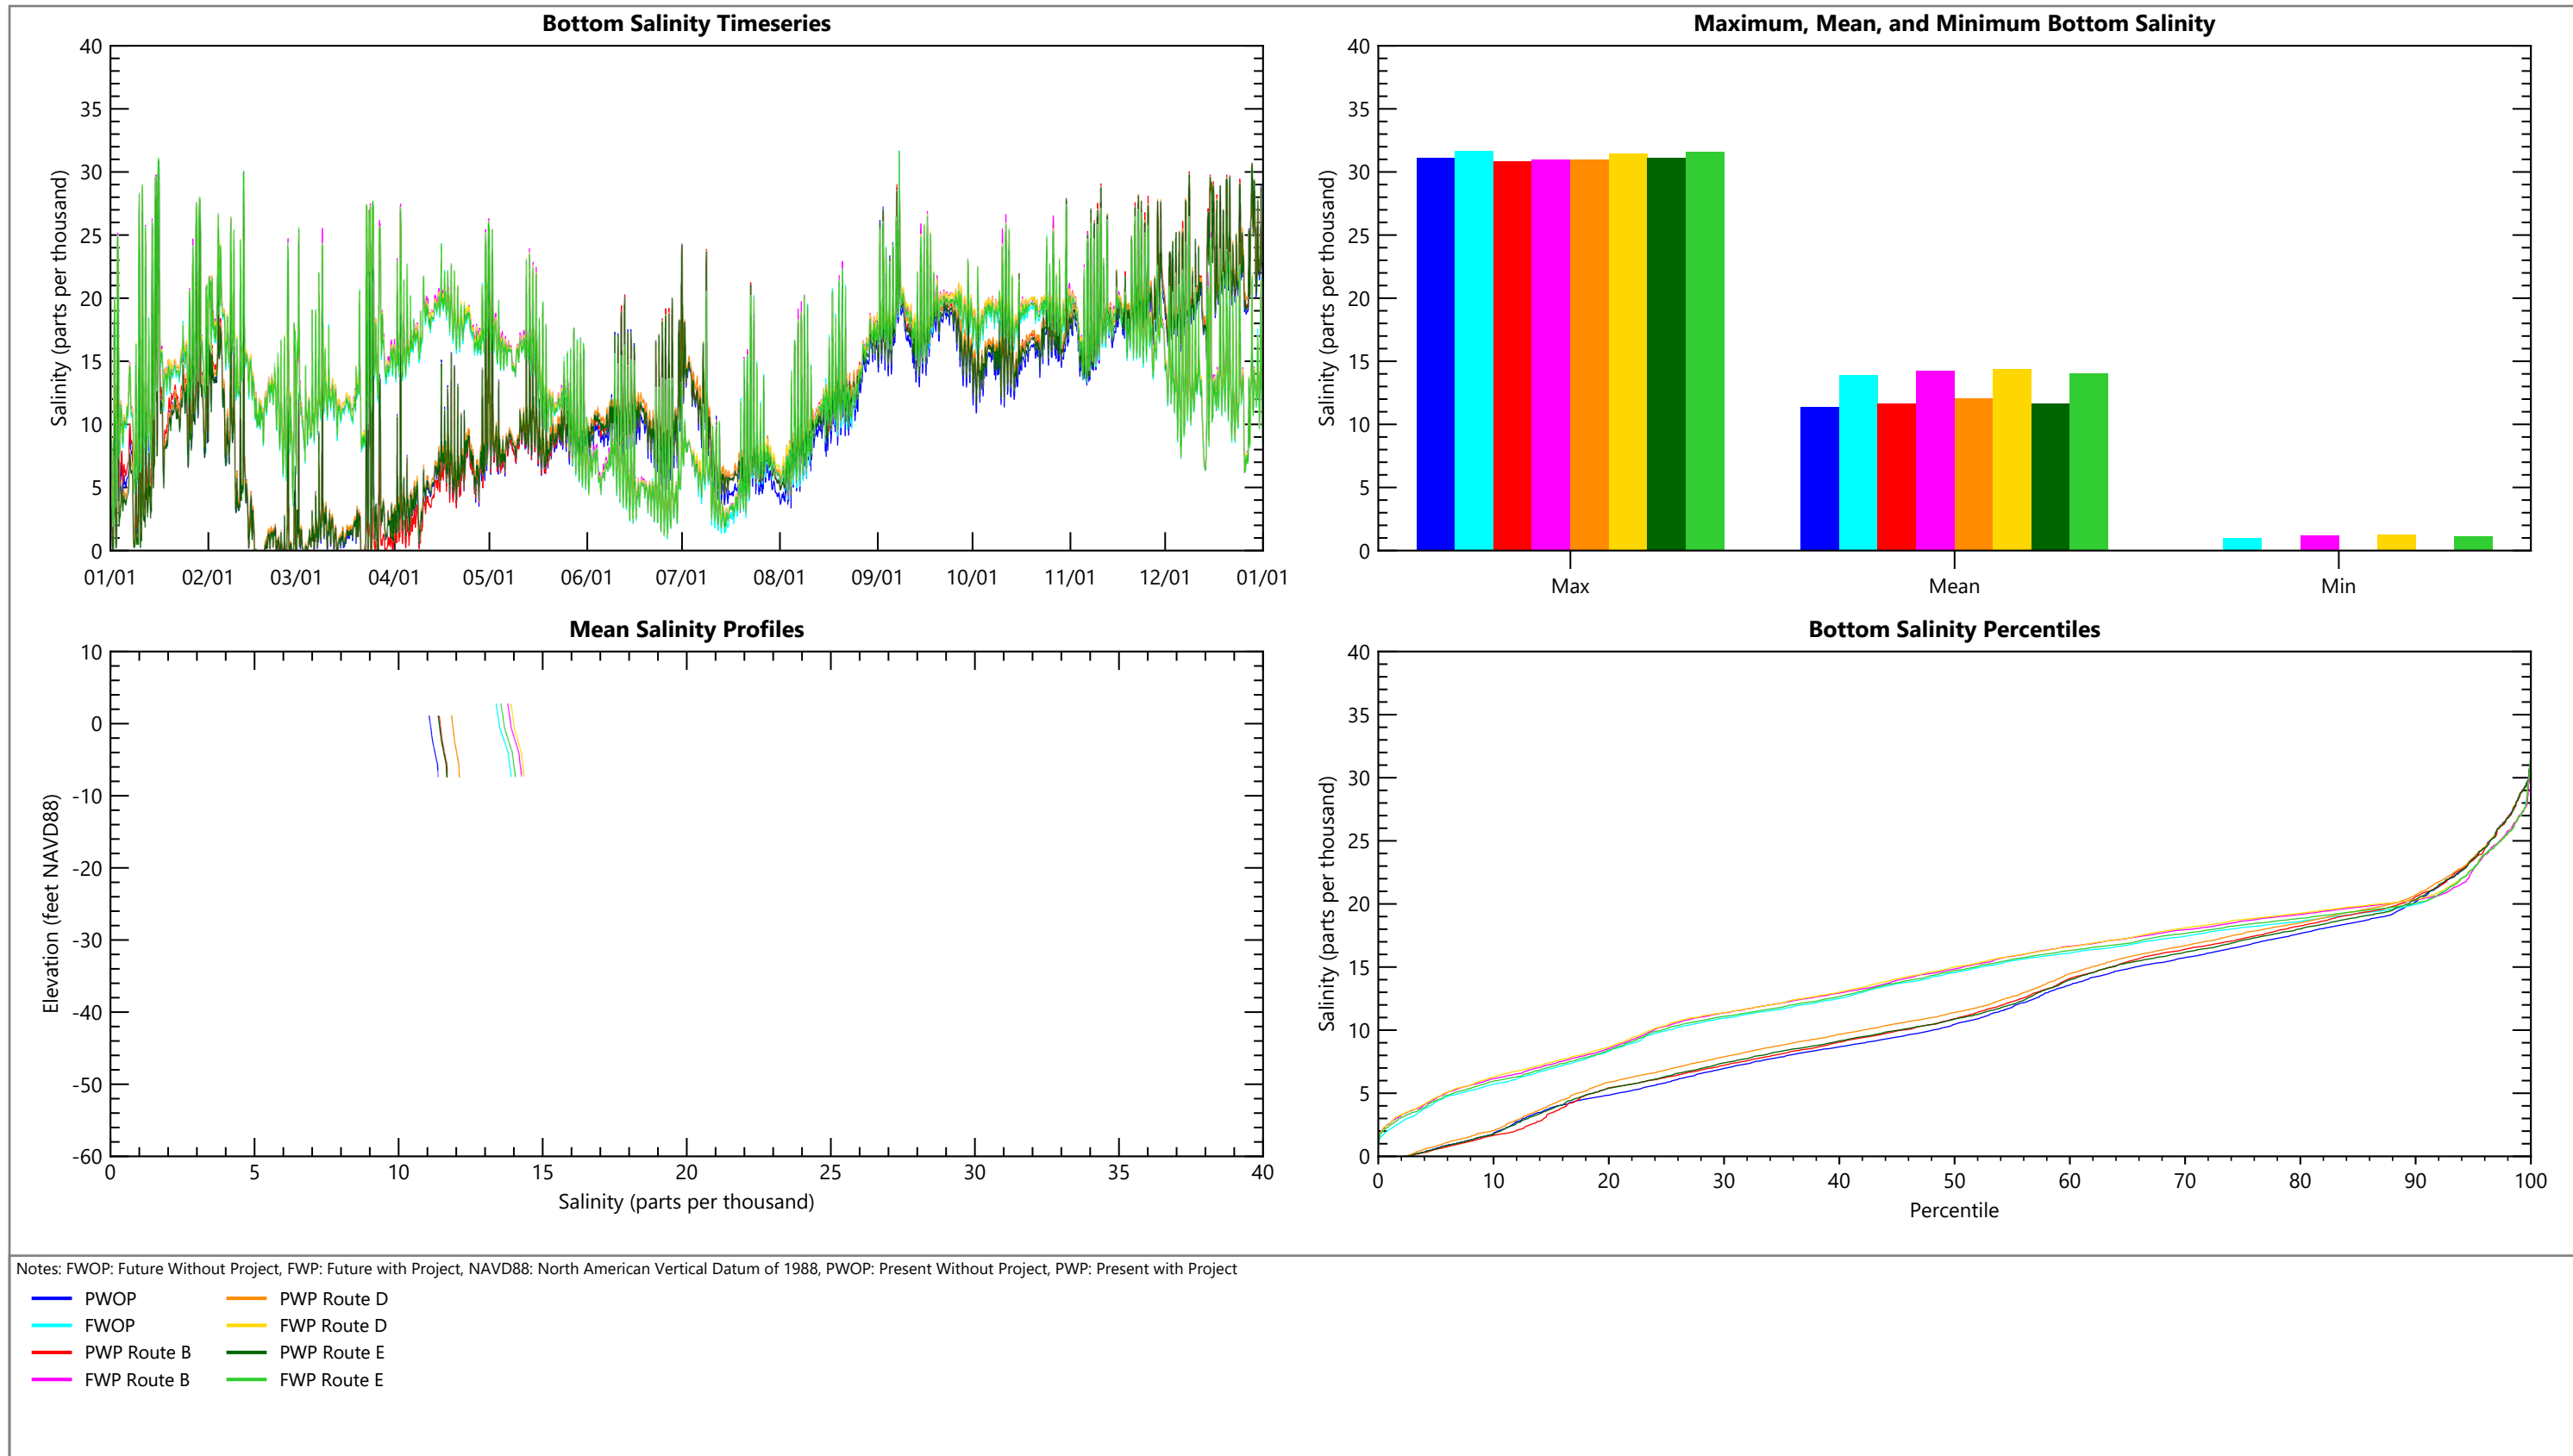 Bottom Salinity Timeseries
40
35
30
25
20
15
10
5
0
Salinity (parts per thousand)
01/01 02/01 03/01 04/01 05/01 06/01 07/01 08/01 09/01 10/01 11/01 12/01 01/01
Maximum, Mean, and Minimum Bottom Salinity
40
35
30
25
20
15
10
5
0
Salinity (parts per thousand)
Max Mean Min
Mean Salinity Profiles
10
0
-10
-20
-30
-40
-50
-60
Elevation (feet NAVD88)
0 5 10 15 20 25 30 35 40
Salinity (parts per thousand)
Bottom Salinity Percentiles
40
35
30
25
20
15
10
5
0
Salinity (parts per thousand)
0 10 20 30 40 50 60 70 80 90 100
Percentile
Notes: FWOP: Future Without Project, FWP: Future with Project, NAVD88: North American Vertical Datum of 1988, PWOP: Present Without Project, PWP: Present with Project
PWOP
FWOP
PWP Route B
FWP Route B
PWP Route D
FWP Route D
PWP Route E
FWP Route E